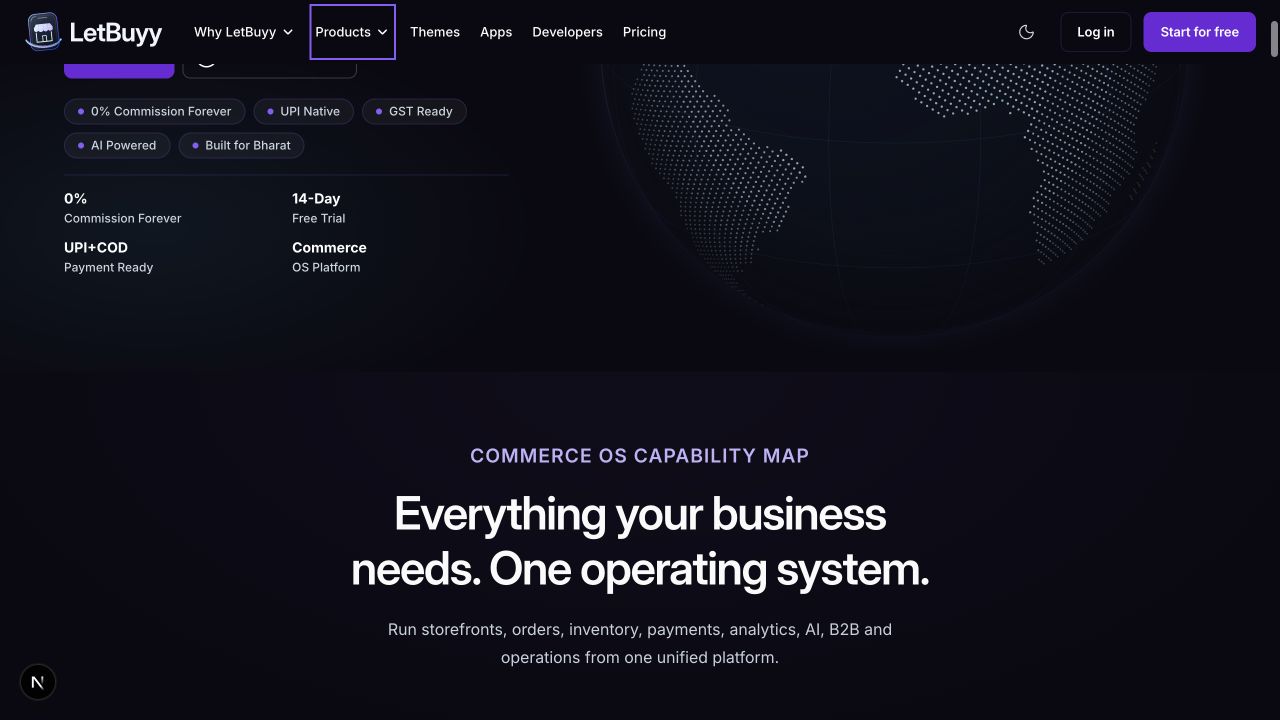 LetBuyy
Why LetBuyy
Products
Themes
Apps
Developers
Pricing
Log in
Start for free
0% Commission Forever
UPI Native
GST Ready
AI Powered
Built for Bharat
0%
Commission Forever
14-Day
Free Trial
UPI+COD
Payment Ready
Commerce
OS Platform
COMMERCE OS CAPABILITY MAP
Everything your business
needs. One operating system.
Run storefronts, orders, inventory, payments, analytics, AI, B2B and
operations from one unified platform.
N